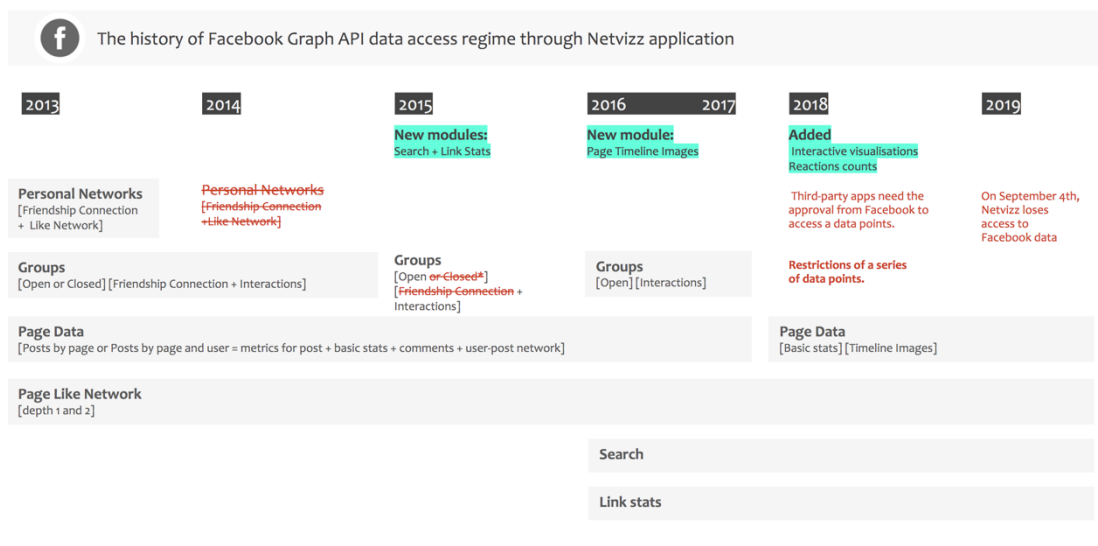 f
The history of Facebook Graph API data access regime through Netvizz application
2013
2014
2015
2016 2017
2018
2019
New modules:
Search + Link Stats
New module:
Page Timeline Images
Added
Interactive visualisations
Reactions counts
Personal Networks
[Friendship Connection
+ Like Network]
Personal Networks
[Friendship Connection
+Like Network]
Third-party apps need the
approval from Facebook to
access a data points.
On September 4th,
Netvizz loses
access to
Facebook data
Groups
[Open or Closed] [Friendship Connection + Interactions]
Groups
[Open or Closed*]
[Friendship Connection +
Interactions]
Groups
[Open] [Interactions]
Restrictions of a series
of data points.
Page Data
[Posts by page or Posts by page and user = metrics for post + basic stats + comments + user-post network]
Page Data
[Basic stats] [Timeline Images]
Page Like Network
[depth 1 and 2]
Search
Link stats